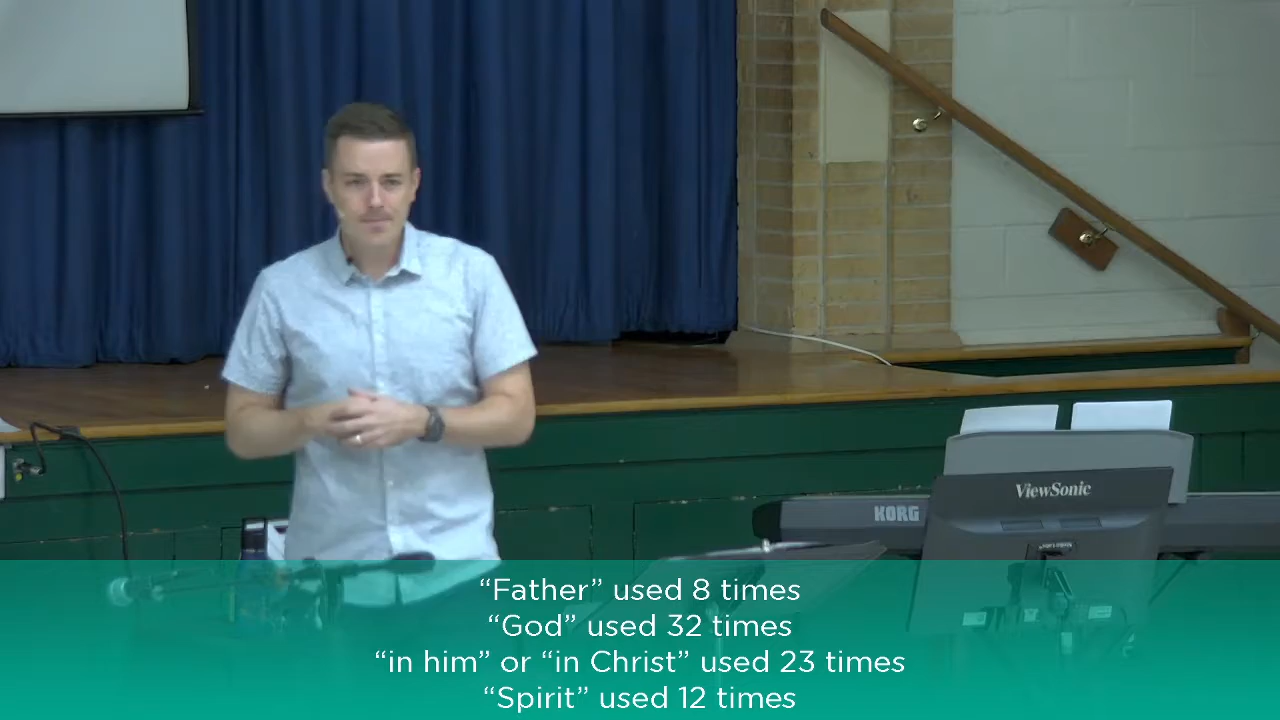 ViewSonic
KORG
“Father” used 8 times
“God” used 32 times
“in him” or “in Christ” used 23 times
“Spirit” used 12 times